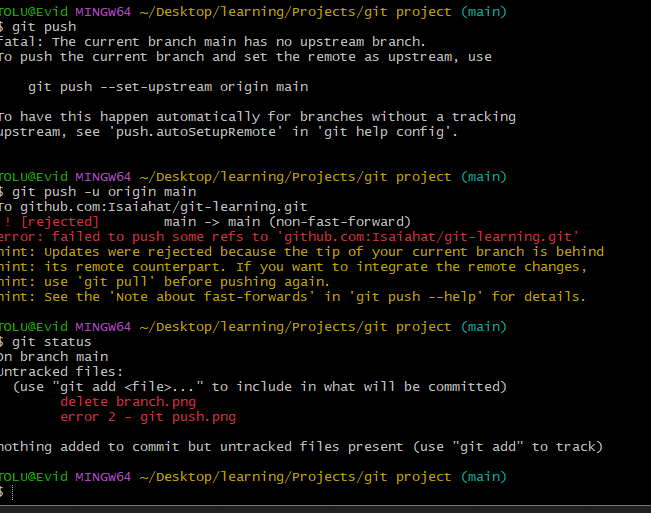 TOLU@Evid MINGW64 ~/Desktop/learning/Projects/git project (main)
$ git push
fatal: The current branch main has no upstream branch.
To push the current branch and set the remote as upstream, use
git push --set-upstream origin main
To have this happen automatically for branches without a tracking
upstream, see 'push.autoSetupRemote' in 'git help config'.
TOLU@Evid MINGW64 ~/Desktop/learning/Projects/git project (main)
$ git push -u origin main
To github.com:Isaiahat/git-learning.git
! [rejected]        main -> main (non-fast-forward)
error: failed to push some refs to 'github.com:Isaiahat/git-learning.git'
hint: Updates were rejected because the tip of your current branch is behind
hint: its remote counterpart. If you want to integrate the remote changes,
hint: use 'git pull' before pushing again.
hint: See the 'Note about fast-forwards' in 'git push --help' for details.
TOLU@Evid MINGW64 ~/Desktop/learning/Projects/git project (main)
$ git status
On branch main
Untracked files:
(use "git add <file>..." to include in what will be committed)
delete branch.png
error 2 - git push.png
nothing added to commit but untracked files present (use "git add" to track)
TOLU@Evid MINGW64 ~/Desktop/learning/Projects/git project (main)
$